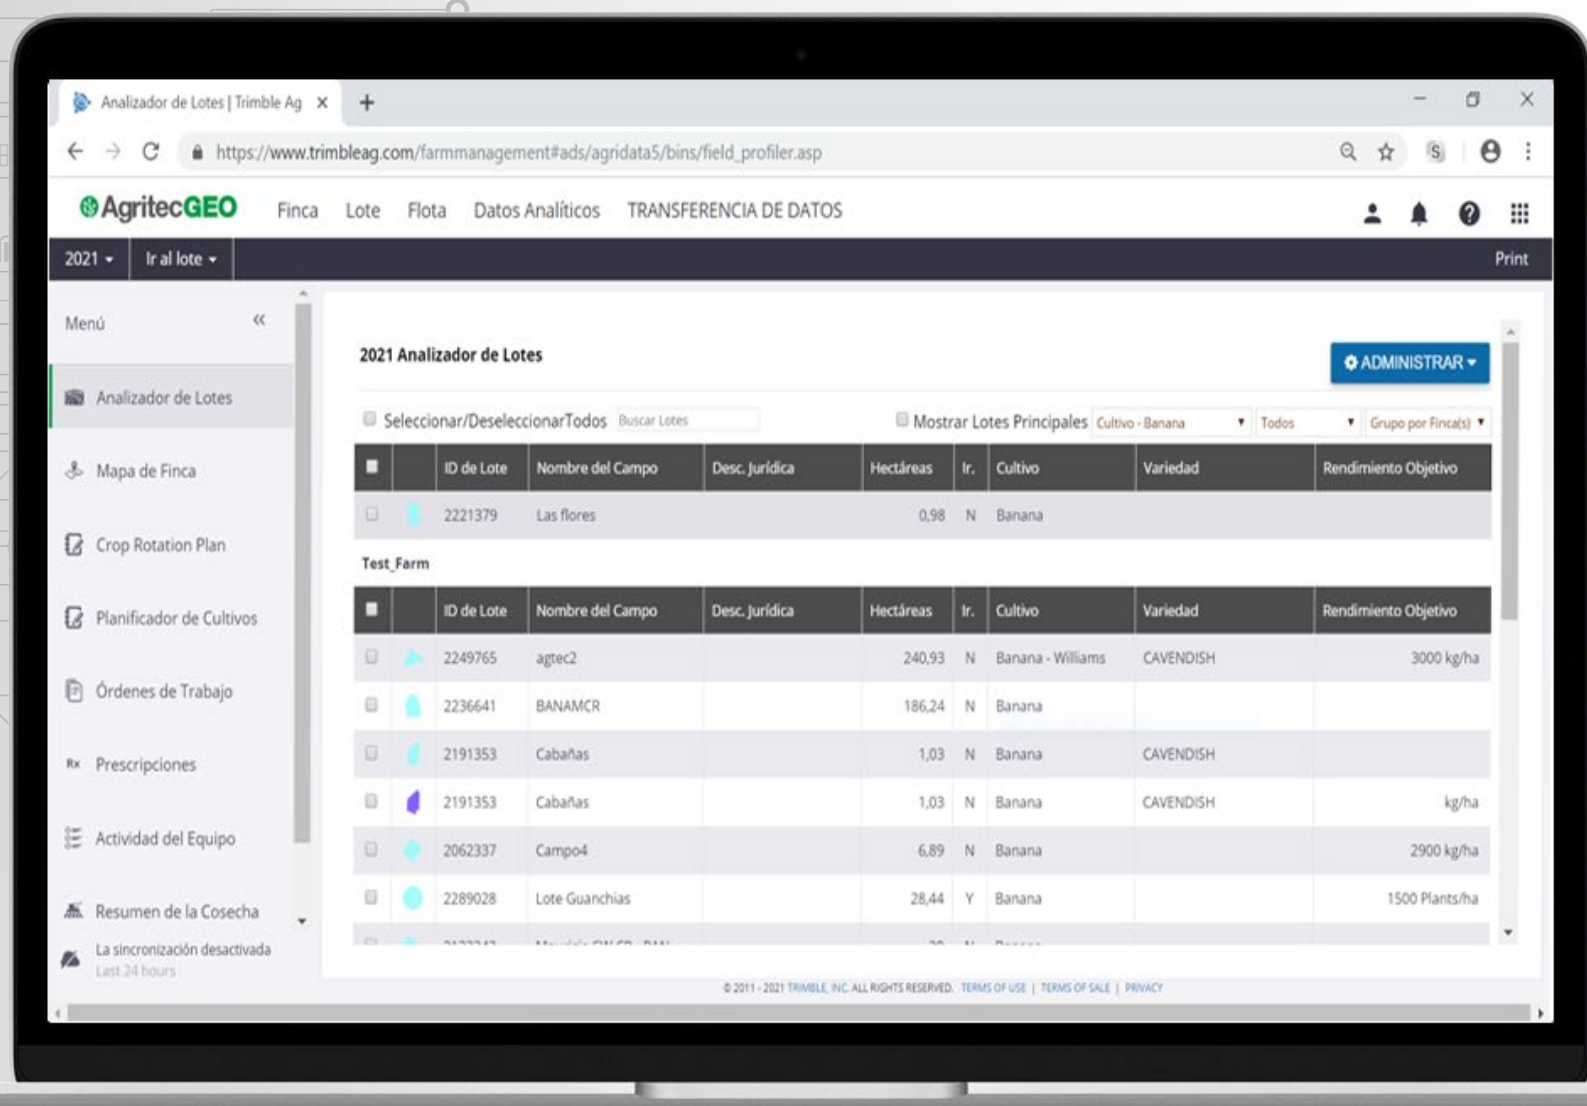 Analizador de Lotes | Trimble Ag
https://www.trimbleag.com/farmmanagement#ads/agridata5/bins/field_profiler.asp
AgritecGEO Finca Lote Flota Datos Analíticos TRANSFERENCIA DE DATOS
2021 Ir al lote Print
Menú
Analizador de Lotes
Mapa de Finca
Crop Rotation Plan
Planificador de Cultivos
Órdenes de Trabajo
Rx Prescripciones
Actividad del Equipo
Resumen de la Cosecha
La sincronización desactivada
Last 24 hours
2021 Analizador de Lotes ADMINISTRAR
Seleccionar/DeseleccionarTodos Buscar Lotes Mostrar Lotes Principales Cultivo - Banana Todos Grupo por Finca(s)
ID de Lote Nombre del Campo Desc. Jurídica Hectáreas Ir. Cultivo Variedad Rendimiento Objetivo
2221379 Las flores 0,98 N Banana
Test_Farm
ID de Lote Nombre del Campo Desc. Jurídica Hectáreas Ir. Cultivo Variedad Rendimiento Objetivo
2249765 agtec2 240,93 N Banana - Williams CAVENDISH 3000 kg/ha
2236641 BANAMCR 186,24 N Banana
2191353 Cabañas 1,03 N Banana CAVENDISH
2191353 Cabañas 1,03 N Banana CAVENDISH kg/ha
2062337 Campo4 6,89 N Banana 2900 kg/ha
2289028 Lote Guanchias 28,44 Y Banana 1500 Plants/ha
© 2011 - 2021 TRIMBLE, INC. ALL RIGHTS RESERVED. TERMS OF USE | TERMS OF SALE | PRIVACY